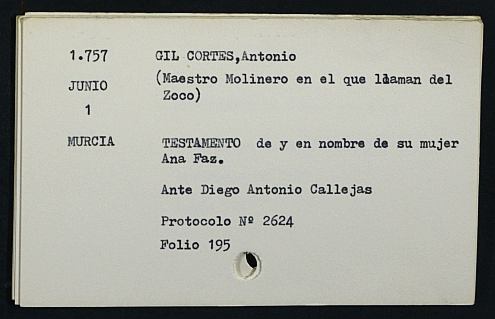 1.757 GIL CORTES,Antonio
JUNIO (Maestro Molinero en el que llaman del
1 Zoco)
MURCIA TESTAMENTO de y en nombre de su mujer
Ana Faz.
Ante Diego Antonio Callejas
Protocolo Nº 2624
Folio 195